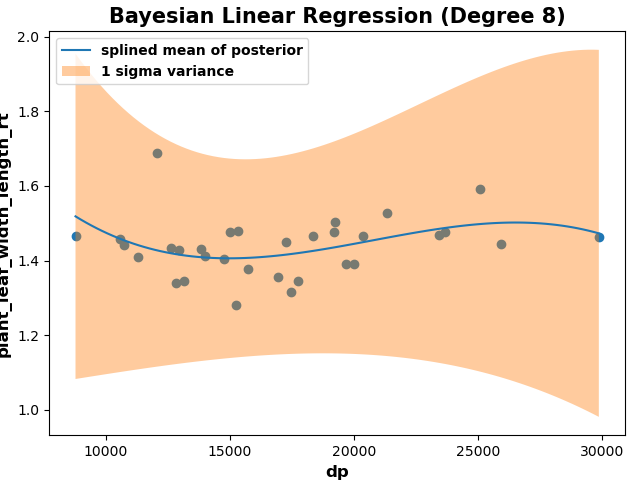 Bayesian Linear Regression (Degree 8)
splined mean of posterior
1 sigma variance
plant_leaf_width_length_rt
2.0
1.8
1.6
1.4
1.2
1.0
10000 15000 20000 25000 30000
dp